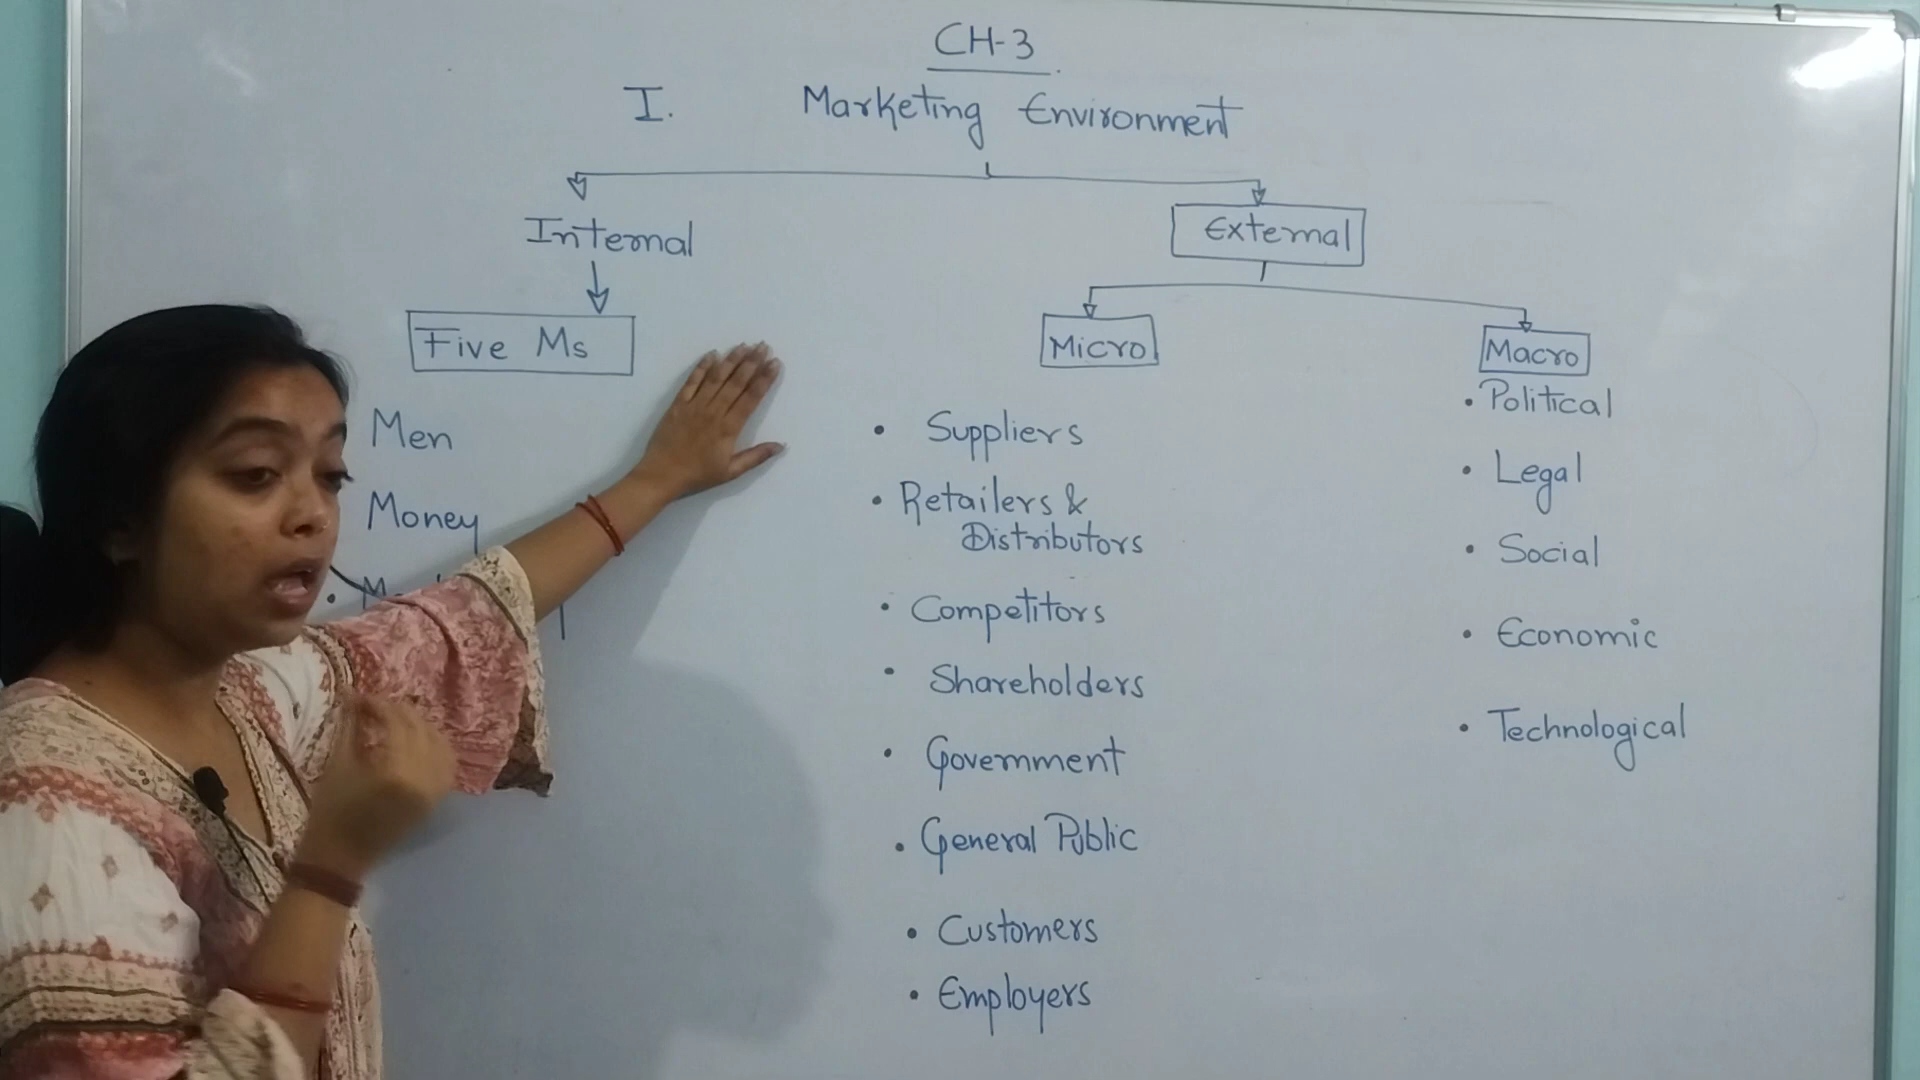 CH-3
I. Marketing Environment
Internal
External
Five Ms
Micro
Macro
Men
Money
• Suppliers
• Retailers &
Distributors
• Competitors
• Shareholders
• Government
• General Public
• Customers
• Employers
• Political
• Legal
• Social
• Economic
• Technological